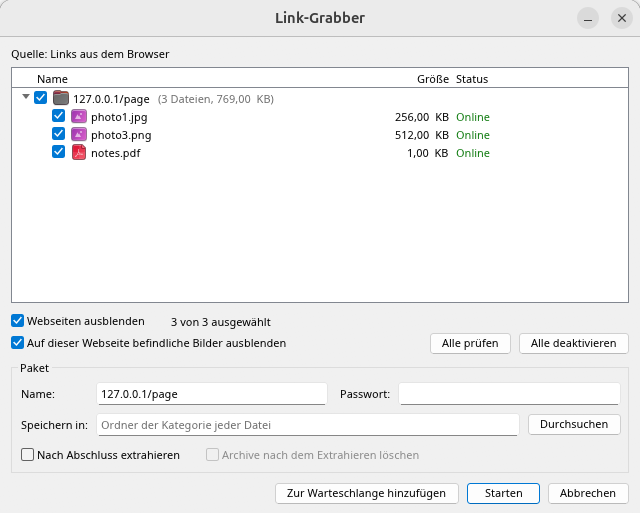 Link-Grabber
Quelle: Links aus dem Browser
Name Größe Status
127.0.0.1/page (3 Dateien, 769,00 KB)
photo1.jpg 256,00 KB Online
photo3.png 512,00 KB Online
notes.pdf 1,00 KB Online
Webseiten ausblenden 3 von 3 ausgewählt
Auf dieser Webseite befindliche Bilder ausblenden Alle prüfen Alle deaktivieren
Paket
Name: 127.0.0.1/page Passwort:
Speichern in: Ordner der Kategorie jeder Datei Durchsuchen
Nach Abschluss extrahieren Archive nach dem Extrahieren löschen
Zur Warteschlange hinzufügen Starten Abbrechen